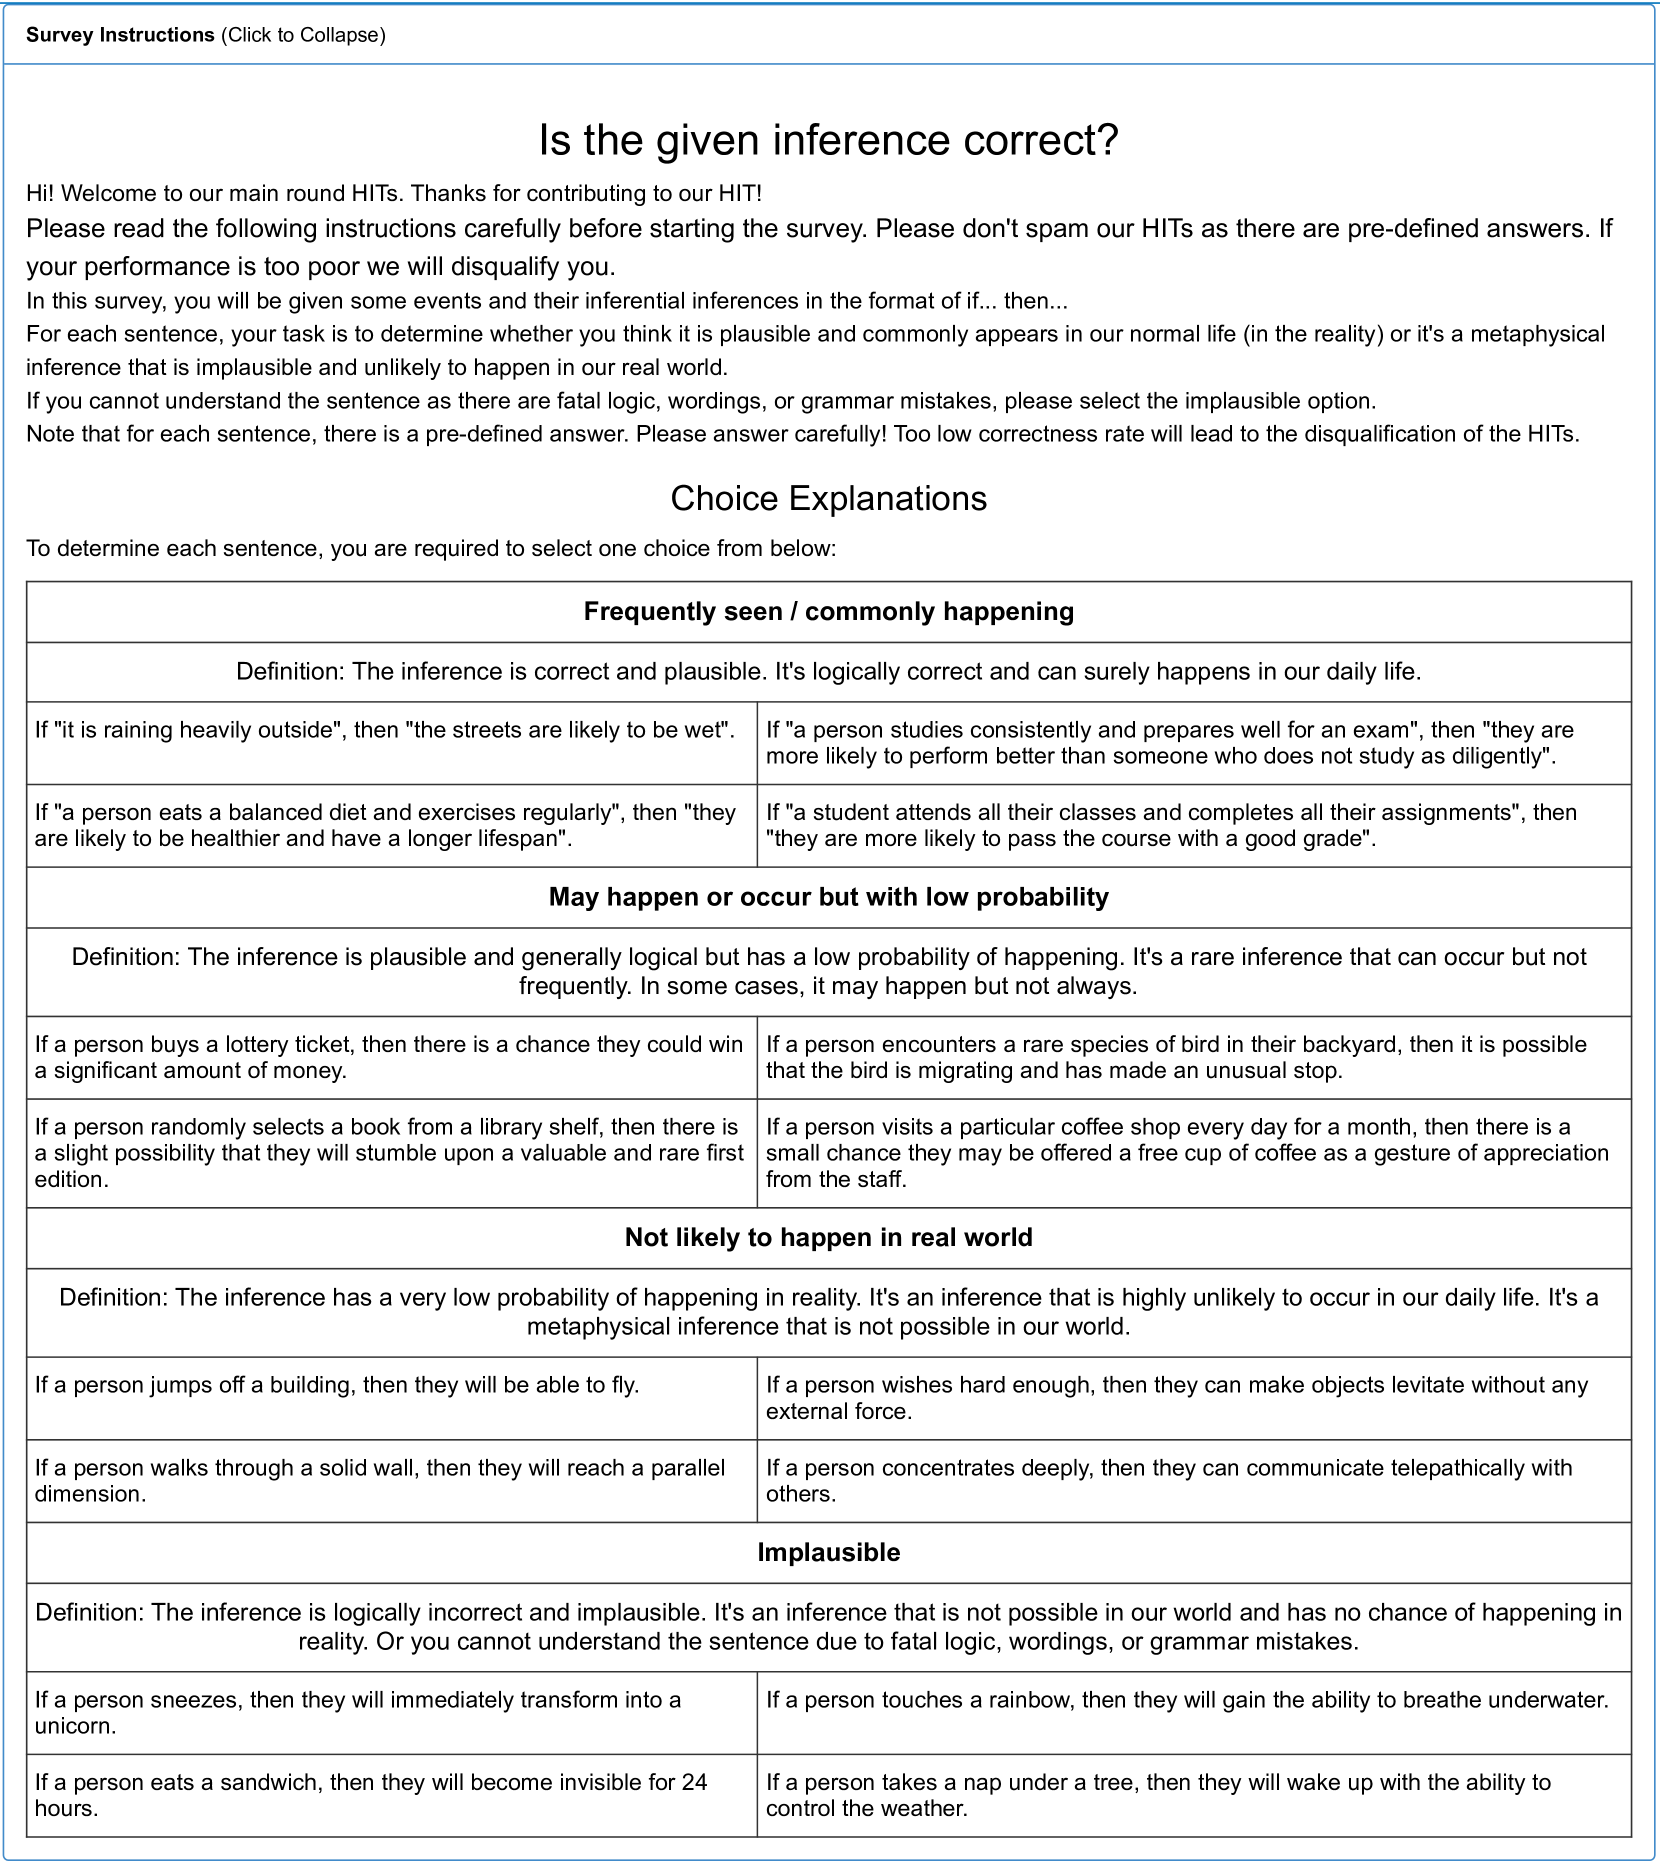 Survey Instructions (Click to Collapse)
Is the given inference correct?
Hi! Welcome to our main round HITs. Thanks for contributing to our HIT!
Please read the following instructions carefully before starting the survey. Please don't spam our HITs as there are pre-defined answers. If
your performance is too poor we will disqualify you.
In this survey, you will be given some events and their inferential inferences in the format of if... then...
For each sentence, your task is to determine whether you think it is plausible and commonly appears in our normal life (in the reality) or it's a metaphysical
inference that is implausible and unlikely to happen in our real world.
If you cannot understand the sentence as there are fatal logic, wordings, or grammar mistakes, please select the implausible option.
Note that for each sentence, there is a pre-defined answer. Please answer carefully! Too low correctness rate will lead to the disqualification of the HITs.
Choice Explanations
To determine each sentence, you are required to select one choice from below:
Frequently seen / commonly happening
Definition: The inference is correct and plausible. It's logically correct and can surely happens in our daily life.
If "it is raining heavily outside", then "the streets are likely to be wet".
If "a person studies consistently and prepares well for an exam", then "they are
more likely to perform better than someone who does not study as diligently".
If "a person eats a balanced diet and exercises regularly", then "they
are likely to be healthier and have a longer lifespan".
If "a student attends all their classes and completes all their assignments", then
"they are more likely to pass the course with a good grade".
May happen or occur but with low probability
Definition: The inference is plausible and generally logical but has a low probability of happening. It's a rare inference that can occur but not
frequently. In some cases, it may happen but not always.
If a person buys a lottery ticket, then there is a chance they could win
a significant amount of money.
If a person encounters a rare species of bird in their backyard, then it is possible
that the bird is migrating and has made an unusual stop.
If a person randomly selects a book from a library shelf, then there is
a slight possibility that they will stumble upon a valuable and rare first
edition.
If a person visits a particular coffee shop every day for a month, then there is a
small chance they may be offered a free cup of coffee as a gesture of appreciation
from the staff.
Not likely to happen in real world
Definition: The inference has a very low probability of happening in reality. It's an inference that is highly unlikely to occur in our daily life. It's a
metaphysical inference that is not possible in our world.
If a person jumps off a building, then they will be able to fly.
If a person wishes hard enough, then they can make objects levitate without any
external force.
If a person walks through a solid wall, then they will reach a parallel
dimension.
If a person concentrates deeply, then they can communicate telepathically with
others.
Implausible
Definition: The inference is logically incorrect and implausible. It's an inference that is not possible in our world and has no chance of happening in
reality. Or you cannot understand the sentence due to fatal logic, wordings, or grammar mistakes.
If a person sneezes, then they will immediately transform into a
unicorn.
If a person touches a rainbow, then they will gain the ability to breathe underwater.
If a person eats a sandwich, then they will become invisible for 24
hours.
If a person takes a nap under a tree, then they will wake up with the ability to
control the weather.